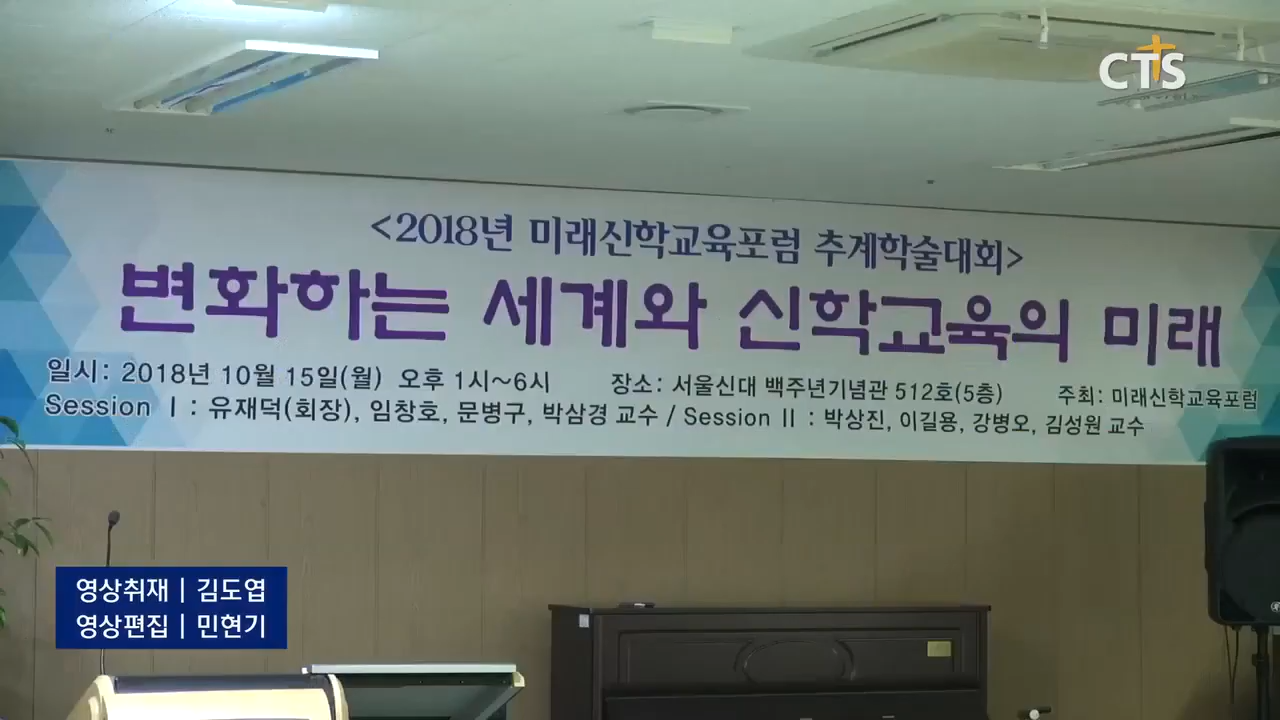 CTS
<2018년 미래신학교육포럼 추계학술대회>
변화하는 세계와 신학교육의 미래
일시: 2018년 10월 15일(월) 오후 1시~6시 장소: 서울신대 백주년기념관 512호(5층) 주최: 미래신학교육포럼
Session Ⅰ: 유재덕(회장), 임창호, 문병구, 박삼경 교수 / Session Ⅱ : 박상진, 이길용, 강병오, 김성원 교수
영상취재 | 김도엽
영상편집 | 민현기